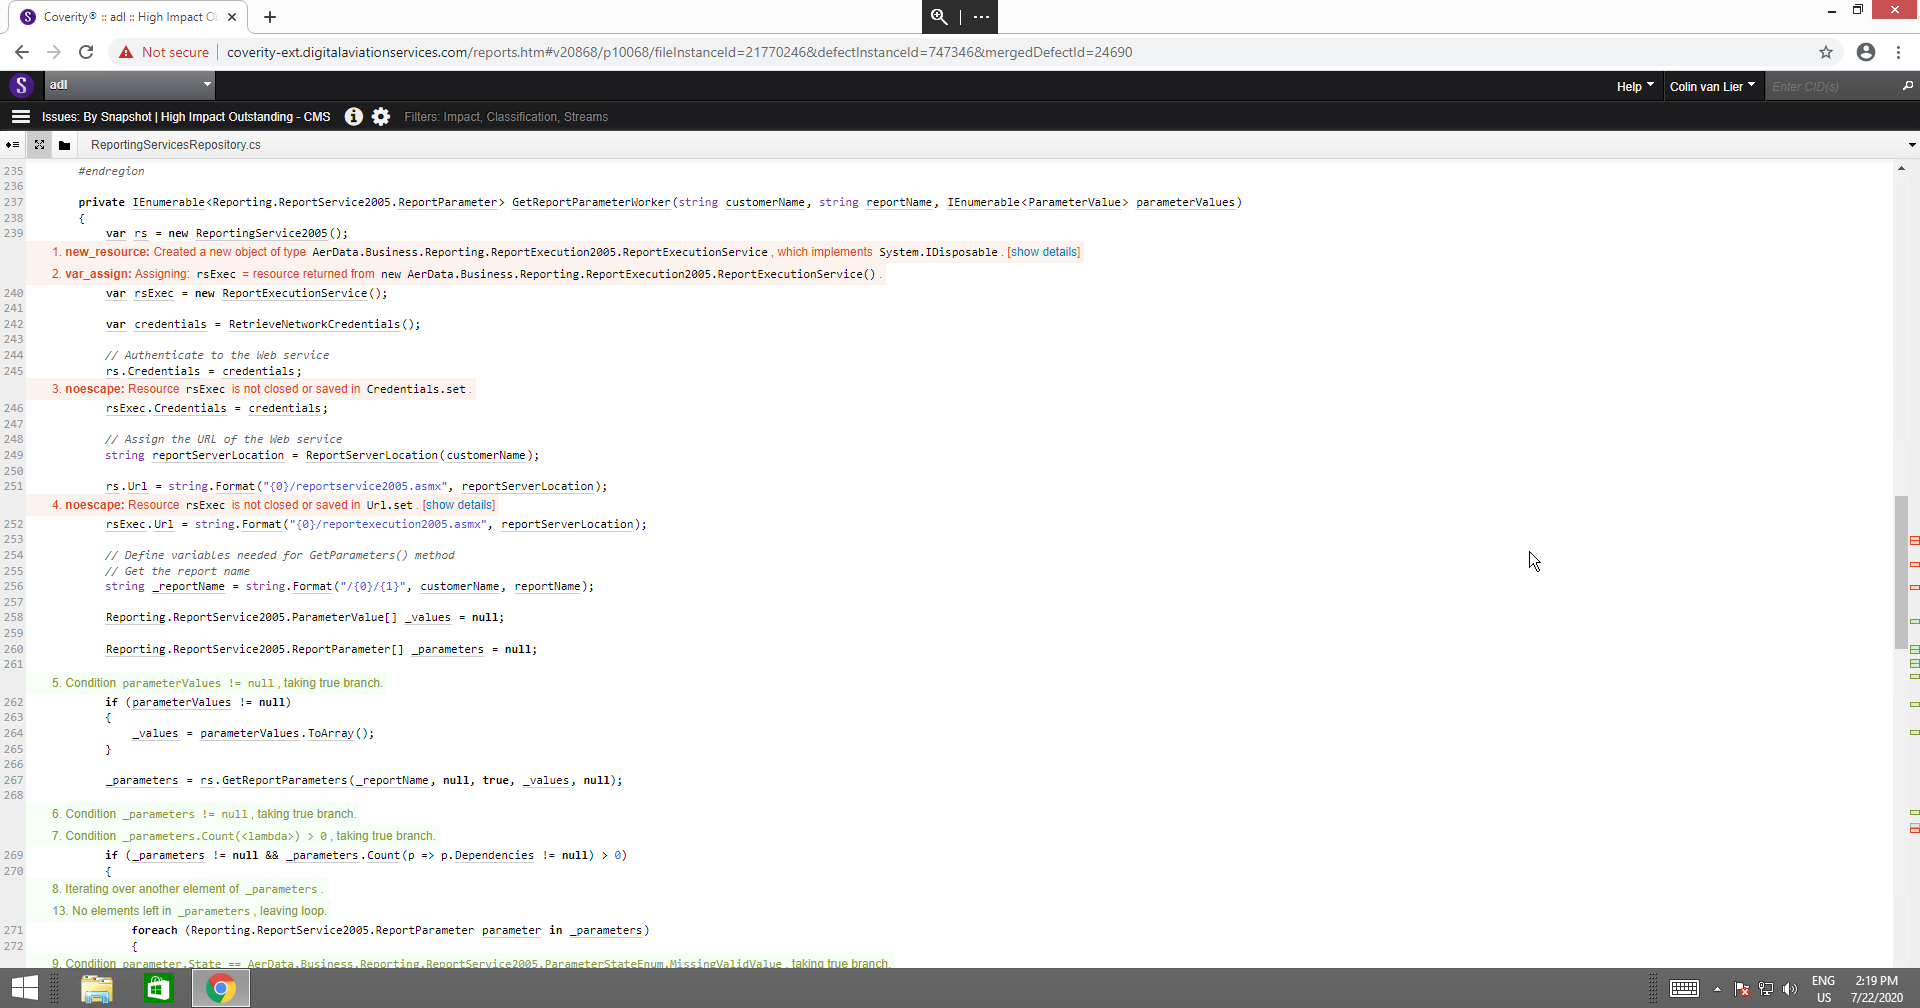 Coverity® :: adl :: High Impact O
Not secure | coverity-ext.digitalaviationservices.com/reports.htm#v20868/p10068/fileInstanceId=21770246&defectInstanceId=747346&mergedDefectId=24690
adl
Help
Colin van Lier
Enter CID(s)
Issues: By Snapshot | High Impact Outstanding - CMS
Filters: Impact, Classification, Streams
ReportingServicesRepository.cs
235 #endregion
236
237 private IEnumerable<Reporting.ReportService2005.ReportParameter> GetReportParameterWorker(string customerName, string reportName, IEnumerable<ParameterValue> parameterValues)
238 {
239 var rs = new ReportingService2005();
1. new_resource: Created a new object of type AerData.Business.Reporting.ReportExecution2005.ReportExecutionService, which implements System.IDisposable. [show details]
2. var_assign: Assigning: rsExec = resource returned from new AerData.Business.Reporting.ReportExecution2005.ReportExecutionService().
240 var rsExec = new ReportExecutionService();
241
242 var credentials = RetrieveNetworkCredentials();
243
244 // Authenticate to the Web service
245 rs.Credentials = credentials;
3. noescape: Resource rsExec is not closed or saved in Credentials.set.
246 rsExec.Credentials = credentials;
247
248 // Assign the URL of the Web service
249 string reportServerLocation = ReportServerLocation(customerName);
250
251 rs.Url = string.Format("{0}/reportservice2005.asmx", reportServerLocation);
4. noescape: Resource rsExec is not closed or saved in Url.set. [show details]
252 rsExec.Url = string.Format("{0}/reportexecution2005.asmx", reportServerLocation);
253
254 // Define variables needed for GetParameters() method
255 // Get the report name
256 string _reportName = string.Format("/{0}/{1}", customerName, reportName);
257
258 Reporting.ReportService2005.ParameterValue[] _values = null;
259
260 Reporting.ReportService2005.ReportParameter[] _parameters = null;
261
5. Condition parameterValues != null, taking true branch.
262 if (parameterValues != null)
263 {
264 _values = parameterValues.ToArray();
265 }
266
267 _parameters = rs.GetReportParameters(_reportName, null, true, _values, null);
268
6. Condition _parameters != null, taking true branch.
7. Condition _parameters.Count(<lambda>) > 0, taking true branch.
269 if (_parameters != null && _parameters.Count(p => p.Dependencies != null) > 0)
270 {
8. Iterating over another element of _parameters.
13. No elements left in _parameters, leaving loop.
271 foreach (Reporting.ReportService2005.ReportParameter parameter in _parameters)
272 {
9. Condition parameter.State == AerData.Business.Reporting.ReportService2005.ParameterStateEnum.MissingValidValue, taking true branch.
ENG
US
2:19 PM
7/22/2020